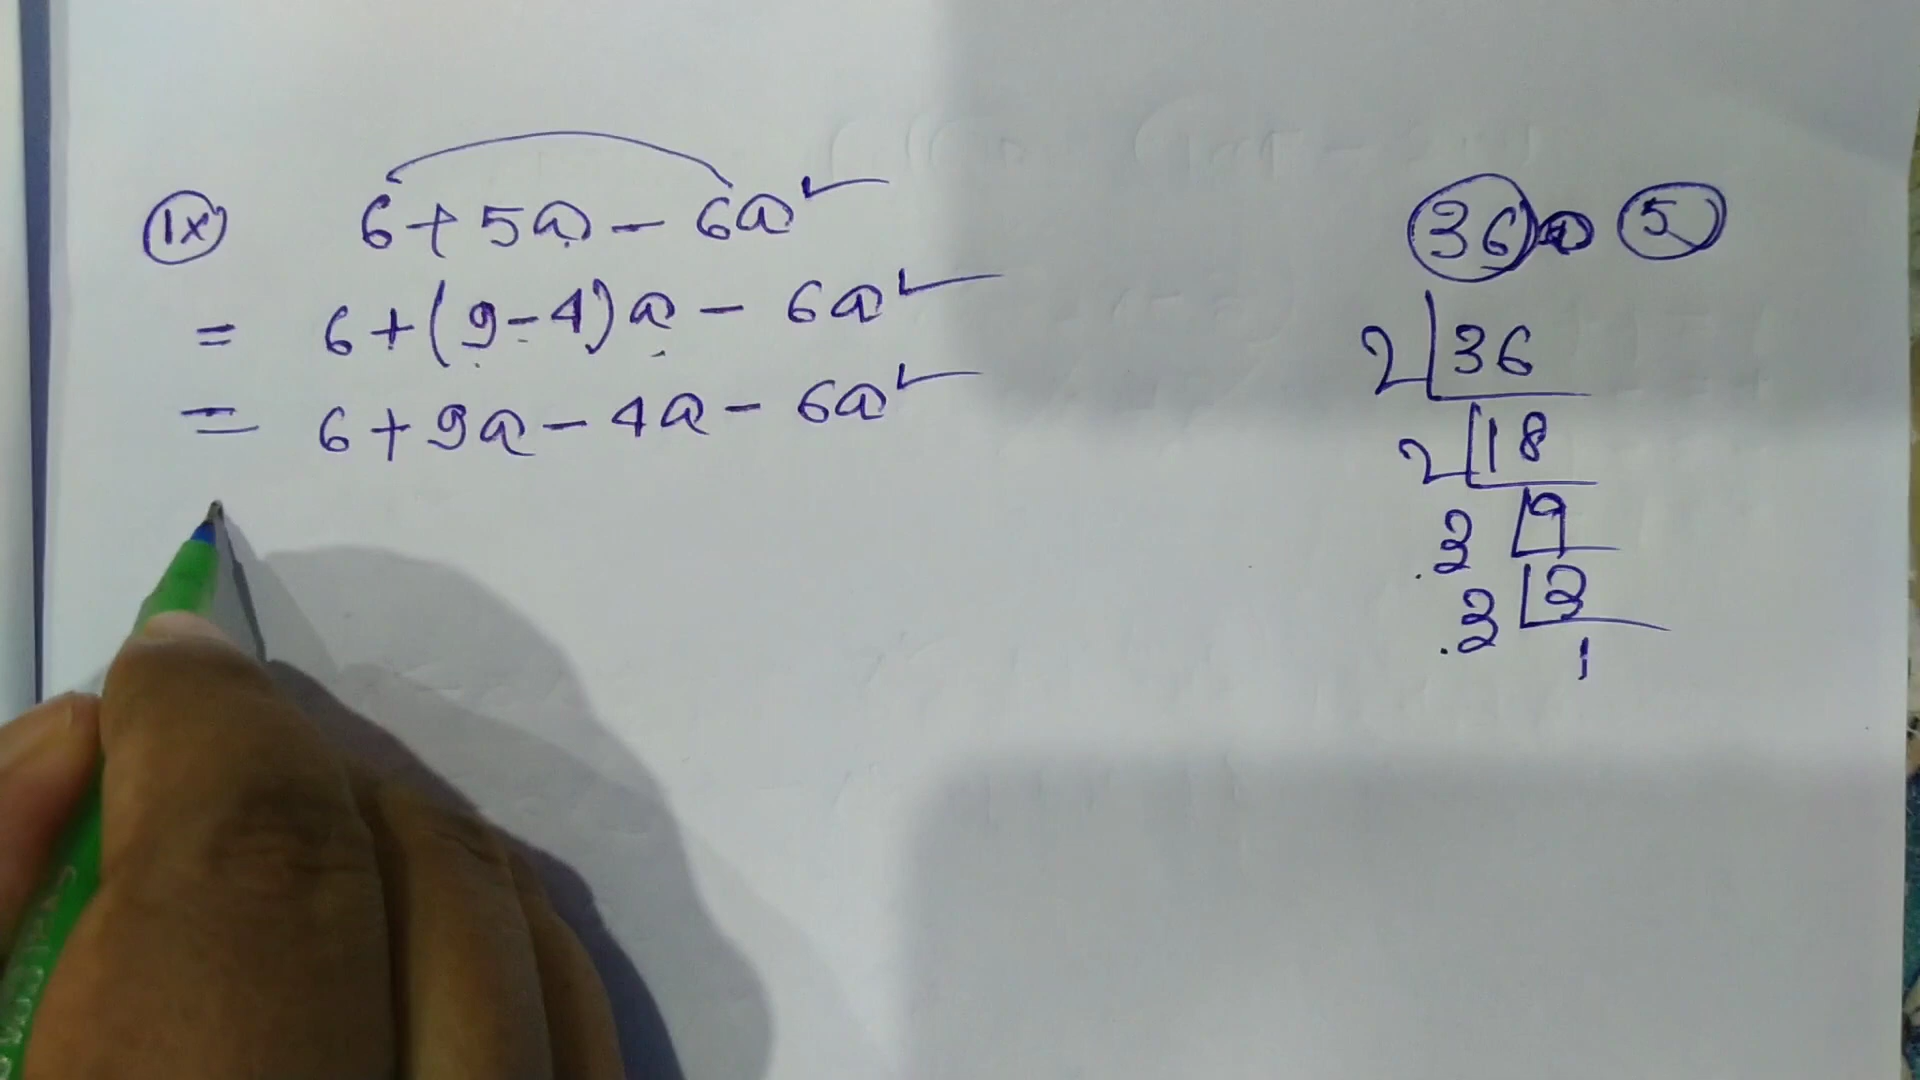 (ix) 6 + 5a - 6a²
= 6 + (9 - 4)a - 6a²
= 6 + 9a - 4a - 6a²
36 5
2 | 36
2 | 18
3 | 9
3 | 3
1